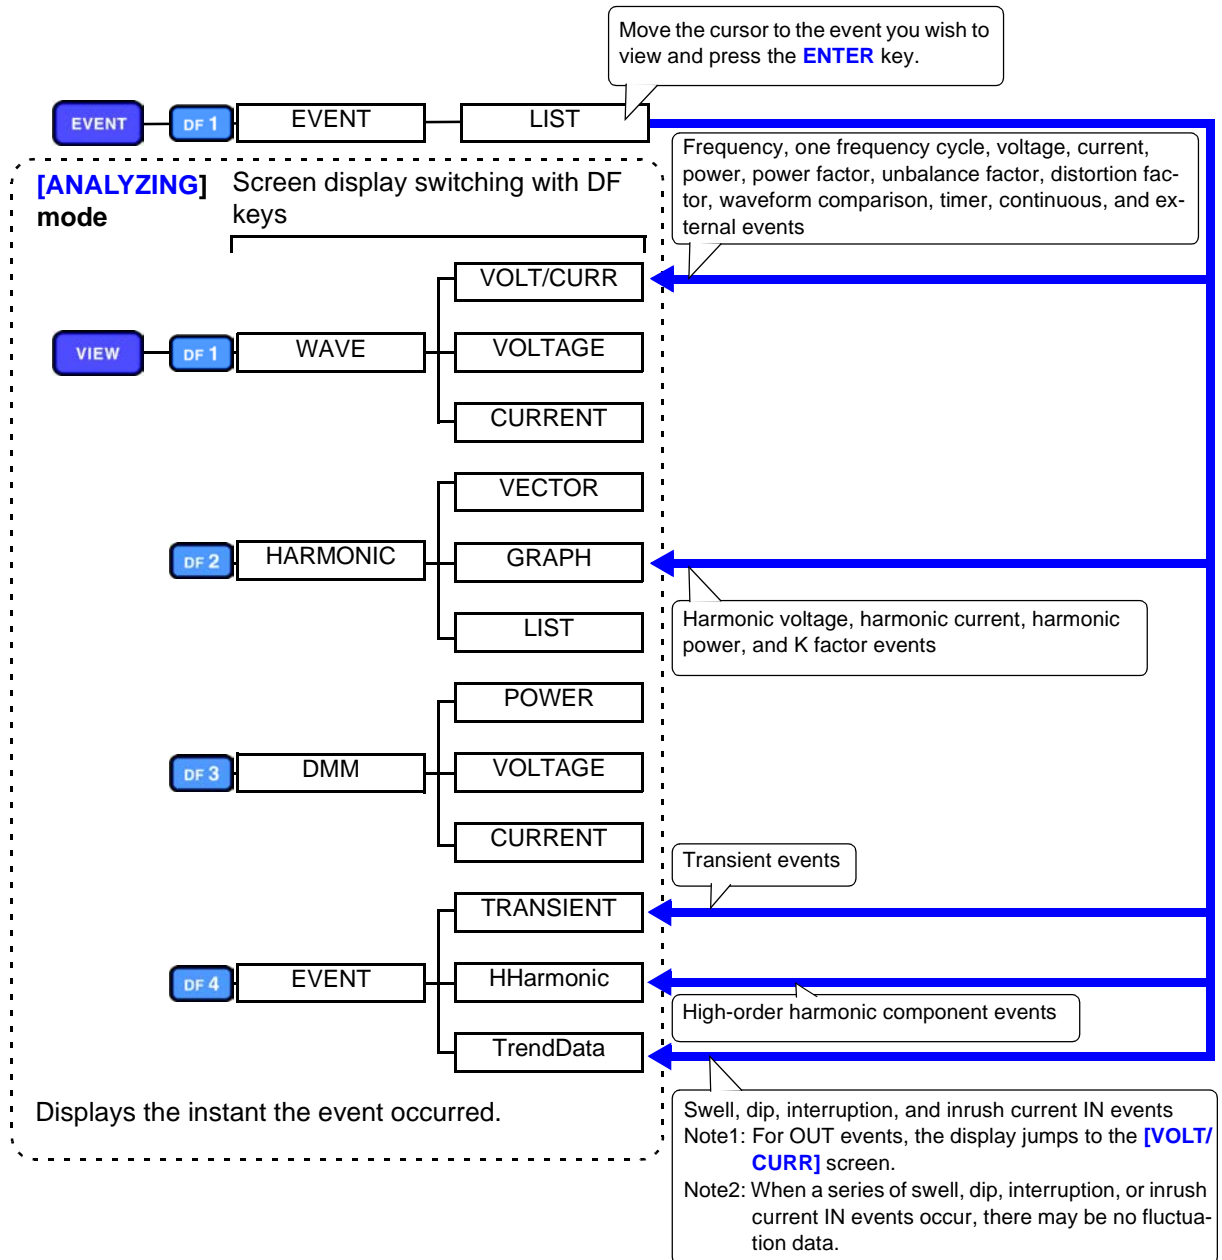 Move the cursor to the event you wish to
view and press the ENTER key.
EVENT DF 1 EVENT LIST
Frequency, one frequency cycle, voltage, current,
power, power factor, unbalance factor, distortion fac-
tor, waveform comparison, timer, continuous, and ex-
ternal events
[ANALYZING]
mode
Screen display switching with DF
keys
VOLT/CURR
VIEW DF 1 WAVE VOLTAGE
CURRENT
VECTOR
DF 2 HARMONIC GRAPH
LIST
Harmonic voltage, harmonic current, harmonic
power, and K factor events
POWER
DF 3 DMM VOLTAGE
CURRENT
Transient events
TRANSIENT
DF 4 EVENT HHarmonic
High-order harmonic component events
TrendData
Displays the instant the event occurred.
Swell, dip, interruption, and inrush current IN events
Note1: For OUT events, the display jumps to the [VOLT/
CURR] screen.
Note2: When a series of swell, dip, interruption, or inrush
current IN events occur, there may be no fluctua-
tion data.